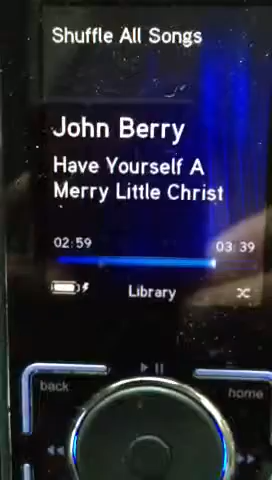 Shuffle All Songs
John Berry
Have Yourself A
Merry Little Christ
02:59
03:39
Library
back
home